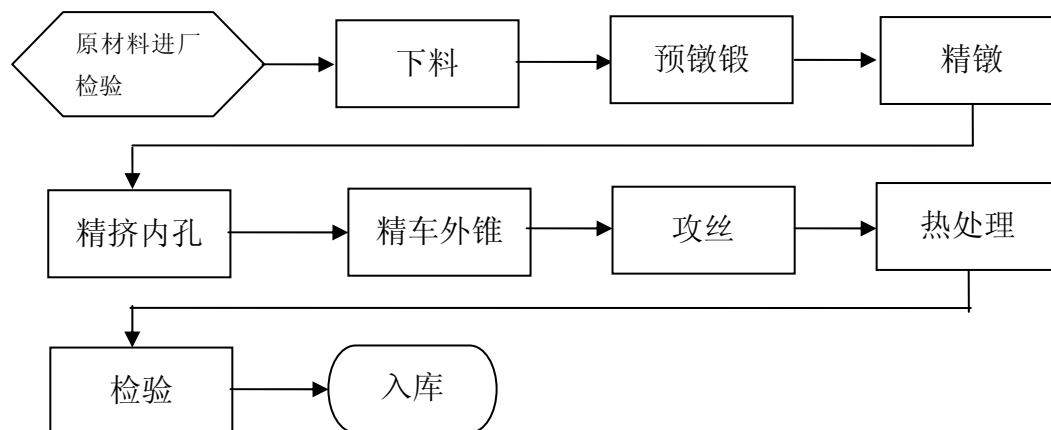 原材料进厂
检验
下料
预镦锻
精镦
精挤内孔
精车外锥
攻丝
热处理
检验
入库